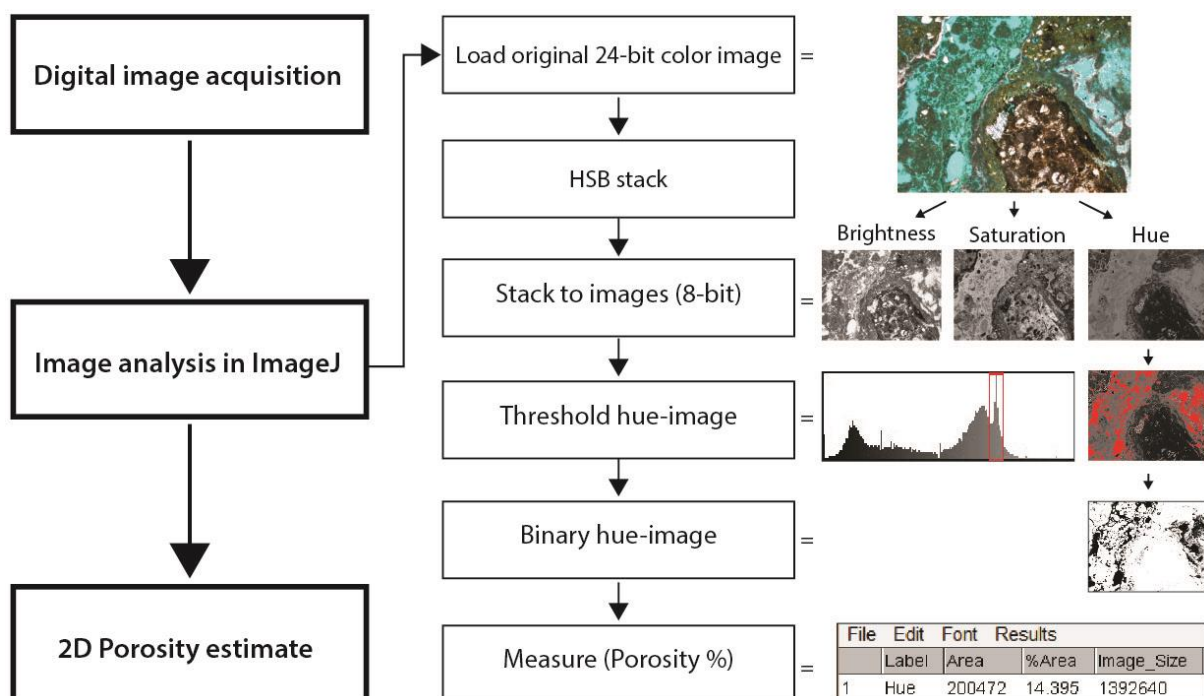 Digital image acquisition
Image analysis in ImageJ
2D Porosity estimate
Load original 24-bit color image =
HSB stack
Brightness Saturation Hue
Stack to images (8-bit) =
Threshold hue-image =
Binary hue-image =
Measure (Porosity %) =
File Edit Font Results
Label Area %Area Image_Size
1 Hue 200472 14.395 1392640